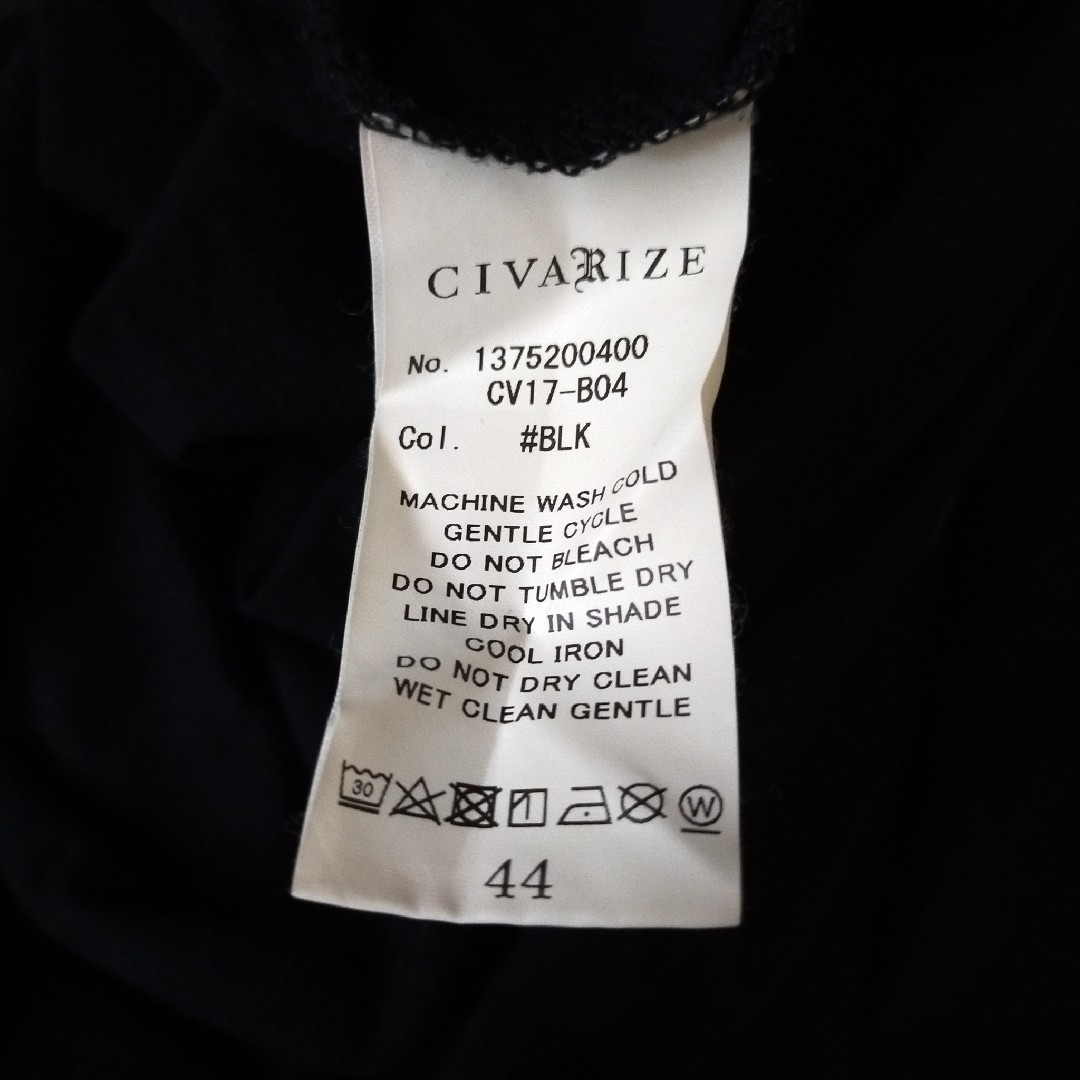 CIVARIZE
No. 1375200400
CV17-B04
Col. #BLK
MACHINE WASH COLD
GENTLE CYCLE
DO NOT BLEACH
DO NOT TUMBLE DRY
LINE DRY IN SHADE
COOL IRON
DO NOT DRY CLEAN
WET CLEAN GENTLE
30 W
44